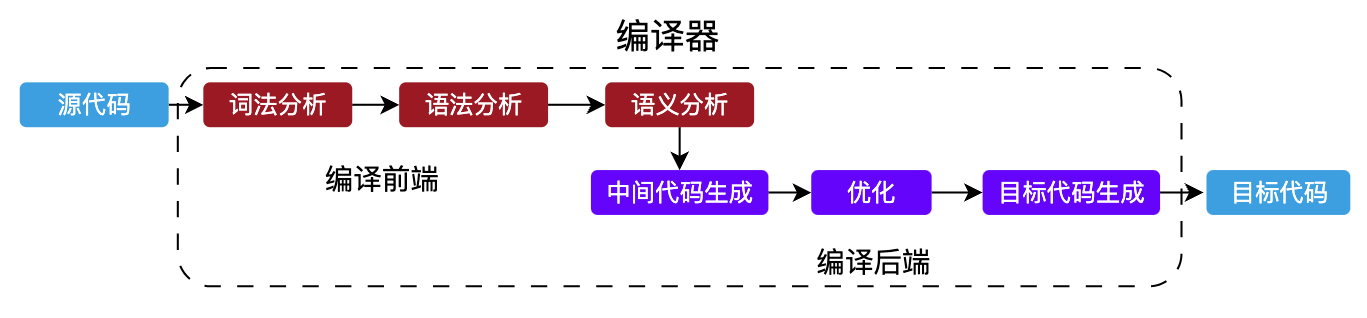 编译器
源代码
词法分析
语法分析
语义分析
编译前端
中间代码生成
优化
目标代码生成
目标代码
编译后端